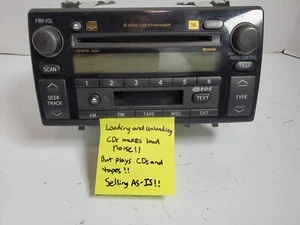 6 DISC CD CHANGER
PWR·VOL
SCAN
TRAF
1 2 3 4 5 6
SEEK
TRACK
TEXT
TYPE
AM FM TAPE DISC SAT
Loading and unloading
CDs makes loud
noise!!
But plays CDs and
tapes!!
Selling AS-IS!!